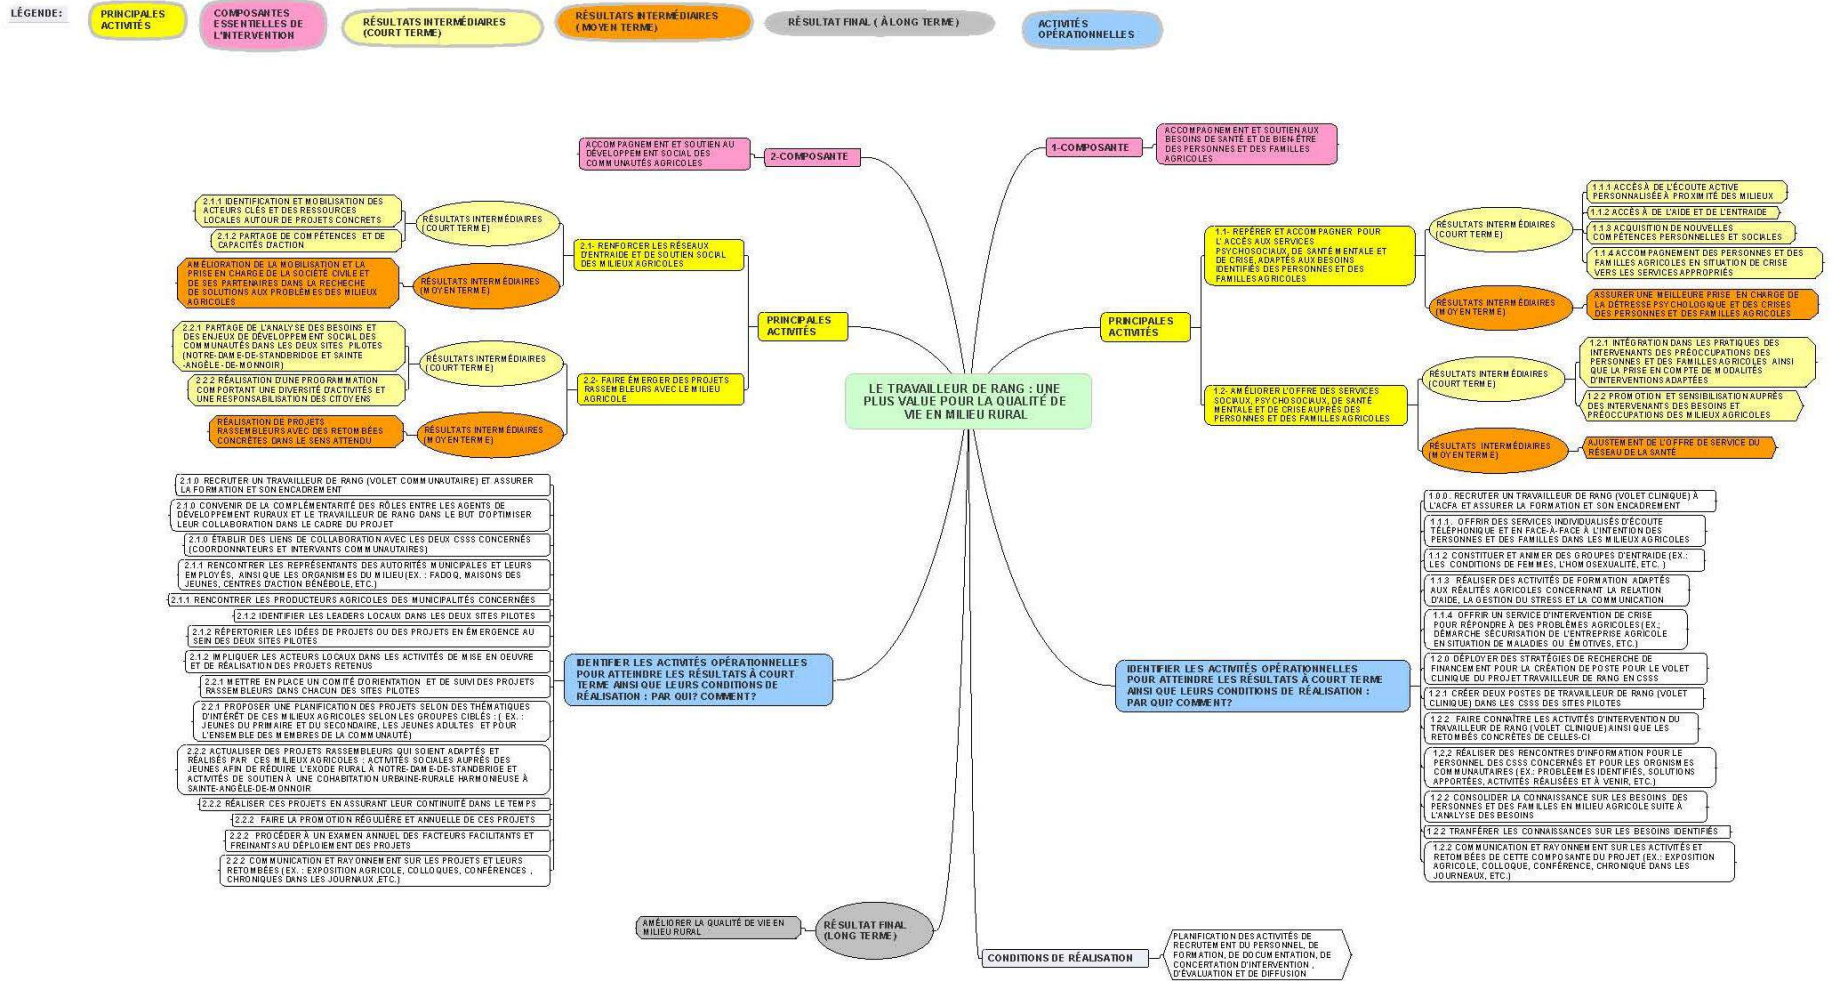 LÉGENDE:
PRINCIPALES
ACTIVITÉS
COMPOSANTES
ESSENTIELLES DE
L'INTERVENTION
RÉSULTATS INTERMÉDIAIRES
(COURT TERME)
RÉSULTATS INTERMÉDIAIRES
( MOYEN TERME)
RÉSULTAT FINAL ( À LONG TERME )
ACTIVITÉS
OPÉRATIONNELLES
ACCOMPAGNEMENT ET SOUTIEN AU
DÉVELOPPEMENT SOCIAL DES
COMMUNAUTÉS AGRICOLES
2-COMPOSANTE
1-COMPOSANTE
ACCOMPAGNEMENT ET SOUTIEN AUX
BESOINS DE SANTÉ ET DE BIEN-ÊTRE
DES PERSONNES ET DES FAMILLES
AGRICOLES
2.1.1 IDENTIFICATION ET MOBILISATION DES
ACTEURS CLÉS ET DES RESSOURCES
LOCALES AUTOUR DE PROJETS CONCRETS
2.1.2 PARTAGE DE COMPÉTENCES ET DE
CAPACITÉS D'ACTION
RÉSULTATS INTERMÉDIAIRES
(COURT TERME)
AMÉLIORATION DE LA MOBILISATION ET LA
PRISE EN CHARGE DE LA SOCIÉTÉ CIVILE ET
DE SES PARTENAIRES DANS LA RECHECHE
DE SOLUTIONS AUX PROBLÈMES DES MILIEUX
AGRICOLES
RÉSULTATS INTERMÉDIAIRES
(MOYEN TERME)
2.1- RENFORCER LES RÉSEAUX
D'ENTRAIDE ET DE SOUTIEN SOCIAL
DES MILIEUX AGRICOLES
2.2.1 PARTAGE DE L'ANALYSE DES BESOINS ET
DES ENJEUX DE DÉVELOPPEMENT SOCIAL DES
COMMUNAUTÉS DANS LES DEUX SITES PILOTES
(NOTRE-DAME-DE-STANDBRIDGE ET SAINTE
-ANGÈLE-DE-MONNOIR)
2.2.2 RÉALISATION D'UNE PROGRAMMATION
COMPORTANT UNE DIVERSITÉ D'ACTIVITÉS ET
UNE RESPONSABILISATION DES CITOYENS
RÉSULTATS INTERMÉDIAIRES
(COURT TERME)
RÉALISATION DE PROJETS
RASSEMBLEURS AVEC DES RETOMBÉES
CONCRÈTES DANS LE SENS ATTENDU
RÉSULTATS INTERMÉDIAIRES
(MOYEN TERME)
2.2- FAIRE ÉMERGER DES PROJETS
RASSEMBLEURS AVEC LE MILIEU
AGRICOLE
PRINCIPALES
ACTIVITÉS
LE TRAVAILLEUR DE RANG : UNE
PLUS VALUE POUR LA QUALITÉ DE
VIE EN MILIEU RURAL
PRINCIPALES
ACTIVITÉS
1.1- REPÉRER ET ACCOMPAGNER POUR
L' ACCÈS AUX SERVICES
PSYCHOSOCIAUX, DE SANTÉ MENTALE ET
DE CRISE, ADAPTÉS AUX BESOINS
IDENTIFIÉS DES PERSONNES ET DES
FAMILLES AGRICOLES
RÉSULTATS INTERMÉDIAIRES
(COURT TERME)
1.1.1 ACCÈS À DE L'ÉCOUTE ACTIVE
PERSONNALISÉE À PROXIMITÉ DES MILIEUX
1.1.2 ACCÈS À DE L'AIDE ET DE L'ENTRAIDE
1.1.3 ACQUISITION DE NOUVELLES
COMPÉTENCES PERSONNELLES ET SOCIALES
1.1.4 ACCOMPAGNEMENT DES PERSONNES ET DES
FAMILLES AGRICOLES EN SITUATION DE CRISE
VERS LES SERVICES APPROPRIÉS
RÉSULTATS INTERMÉDIAIRES
(MOYEN TERME)
ASSURER UNE MEILLEURE PRISE EN CHARGE DE
LA DÉTRESSE PSYCHOLOGIQUE ET DES CRISES
DES PERSONNES ET DES FAMILLES AGRICOLES
1.2- AMÉLIORER L'OFFRE DES SERVICES
SOCIAUX, PSYCHOSOCIAUX, DE SANTÉ
MENTALE ET DE CRISE AUPRÈS DES
PERSONNES ET DES FAMILLES AGRICOLES
RÉSULTATS INTERMÉDIAIRES
(COURT TERME)
1.2.1 INTÉGRATION DANS LES PRATIQUES DES
INTERVENANTS DES PRÉOCCUPATIONS DES
PERSONNES ET DES FAMILLES AGRICOLES AINSI
QUE LA PRISE EN COMPTE DE MODALITÉS
D'INTERVENTIONS ADAPTÉES
1.2.2 PROMOTION ET SENSIBILISATION AUPRÈS
DES INTERVENANTS DES BESOINS ET
PRÉOCCUPATIONS DES MILIEUX AGRICOLES
RÉSULTATS INTERMÉDIAIRES
(MOYEN TERME)
AJUSTEMENT DE L'OFFRE DE SERVICE DU
RÉSEAU DE LA SANTÉ
2.1.0 RECRUTER UN TRAVAILLEUR DE RANG (VOLET COMMUNAUTAIRE) ET ASSURER
LA FORMATION ET SON ENCADREMENT
2.1.0 CONVENIR DE LA COMPLÉMENTARITÉ DES RÔLES ENTRE LES AGENTS DE
DÉVELOPPEMENT RURAUX ET LE TRAVAILLEUR DE RANG DANS LE BUT D'OPTIMISER
LEUR COLLABORATION DANS LE CADRE DU PROJET
2.1.0 ÉTABLIR DES LIENS DE COLLABORATION AVEC LES DEUX CSSS CONCERNÉS
(COORDONNATEURS ET INTERVANTS COMMUNAUTAIRES)
2.1.1 RENCONTRER LES REPRÉSENTANTS DES AUTORITÉS MUNICIPALES ET LEURS
EMPLOYÉS, AINSI QUE LES ORGANISMES DU MILIEU (EX. : FADOQ, MAISONS DES
JEUNES, CENTRES D'ACTION BÉNÉBOLE, ETC.)
2.1.1 RENCONTRER LES PRODUCTEURS AGRICOLES DES MUNICIPALITÉS CONCERNÉES
2.1.2 IDENTIFIER LES LEADERS LOCAUX DANS LES DEUX SITES PILOTES
2.1.2 RÉPERTORIER LES IDÉES DE PROJETS OU DES PROJETS EN ÉMERGENCE AU
SEIN DES DEUX SITES PILOTES
2.1.2 IMPLIQUER LES ACTEURS LOCAUX DANS LES ACTIVITÉS DE MISE EN OEUVRE
ET DE RÉALISATION DES PROJETS RETENUS
2.2.1 METTRE EN PLACE UN COMITÉ D'ORIENTATION ET DE SUIVI DES PROJETS
RASSEMBLEURS DANS CHACUN DES SITES PILOTES
2.2.1 PROPOSER UNE PLANIFICATION DES PROJETS SELON DES THÉMATIQUES
D'INTÉRÊT DE CES MILIEUX AGRICOLES SELON LES GROUPES CIBLÉS : ( EX. :
JEUNES DU PRMAIRE ET DU SECONDAIRE, LES JEUNES ADULTES ET POUR
L'ENSEMBLE DES MEMBRES DE LA COMMUNAUTÉ)
2.2.2 ACTUALISER DES PROJETS RASSEMBLEURS QUI SOIENT ADAPTÉS ET
RÉALISÉS PAR CES MILIEUX AGRICOLES : ACTIVITÉS SOCIALES AUPRÈS DES
JEUNES AFIN DE RÉDUIRE L'EXODE RURAL À NOTRE-DAME-DE-STANDBRIGE ET
ACTIVITÉS DE SOUTIEN À UNE COHABITATION URBAINE-RURALE HARMONIEUSE À
SAINTE-ANGÈLE-DE-MONNOIR
2.2.2 RÉALISER CES PROJETS EN ASSURANT LEUR CONTINUITÉ DANS LE TEMPS
2.2.2 FAIRE LA PROMOTION RÉGULIÈRE ET ANNUELLE DE CES PROJETS
2.2.2 PROCÉDER À UN EXAMEN ANNUEL DES FACTEURS FACILITANTS ET
FREINANTS AU DÉPLOIEMENT DES PROJETS
2.2.2 COMMUNICATION ET RAYONNEMENT SUR LES PROJETS ET LEURS
RETOMBÉES (EX. : EXPOSITION AGRICOLE, COLLOQUES, CONFÉRENCES ,
CHRONIQUES DANS LES JOURNAUX ,ETC.)
IDENTIFIER LES ACTIVITÉS OPÉRATIONNELLES
POUR ATTEINDRE LES RÉSULTATS À COURT
TERME AINSI QUE LEURS CONDITIONS DE
RÉALISATION : PAR QUI? COMMENT?
IDENTIFIER LES ACTIVITÉS OPÉRATIONNELLES
POUR ATTEINDRE LES RÉSULTATS À COURT TERME
AINSI QUE LEURS CONDITIONS DE RÉALISATION :
PAR QUI? COMMENT?
1.0.0. RECRUTER UN TRAVAILLEUR DE RANG (VOLET CLINIQUE) À
L'ACFA ET ASSURER LA FORMATION ET SON ENCADREMENT
1.1.1. OFFRIR DES SERVICES INDIVIDUALISÉS D'ÉCOUTE
TÉLÉPHONIQUE ET EN FACE-À-FACE À L'INTENTION DES
PERSONNES ET DES FAMILLES DANS LES MILIEUX AGRICOLES
1.1.2 CONSTITUER ET ANIMER DES GROUPES D'ENTRAIDE (EX.:
LES CONDITIONS DE FEMMES, L'HOMOSEXUALITÉ, ETC. )
1.1.3 RÉALISER DES ACTIVITÉS DE FORMATION ADAPTÉS
AUX RÉALITÉS AGRICOLES CONCERNANT LA RELATION
D'AIDE, LA GESTION DU STRESS ET LA COMMUNICATION
1.1.4 OFFRIR UN SERVICE D'INTERVENTION DE CRISE
POUR RÉPONDRE À DES PROBLÈMES AGRICOLES (EX.;
DÉMARCHE SÉCURISATION DE L'ENTREPRISE AGRICOLE
EN SITUATION DE MALADIES OU ÉMOTIVES, ETC.)
1.2.0 DÉPLOYER DES STRATÉGIES DE RECHERCHE DE
FINANCEMENT POUR LA CRÉATION DE POSTE POUR LE VOLET
CLINIQUE DU PROJET TRAVAILLEUR DE RANG EN CSSS
1.2.1 CRÉER DEUX POSTES DE TRAVAILLEUR DE RANG (VOLET
CLINIQUE) DANS LES CSSS DES SITES PILOTES
1.2.2 FAIRE CONNAÎTRE LES ACTIVITÉS D'INTERVENTION DU
TRAVAILLEUR DE RANG (VOLET CLINIQUE) AINSI QUE LES
RETOMBÉS CONCRÈTES DE CELLES-CI
1.2.2 RÉALISER DES RENCONTRES D'INFORMATION POUR LE
PERSONNEL DES CSSS CONCERNÉS ET POUR LES ORGNISMES
COMMUNAUTAIRES (EX.: PROBLÉEMES IDENTIFIÉS, SOLUTIONS
APPORTÉES, ACTIVITÉS RÉALISÉES ET À VENIR, ETC.)
1.2.2 CONSOLIDER LA CONNAISSANCE SUR LES BESOINS DES
PERSONNES ET DES FAMILLES EN MILIEU AGRICOLE SUITE À
L'ANALYSE DES BESOINS
1.2.2 TRANFÉRER LES CONNAISSANCES SUR LES BESOINS IDENTIFIÉS
1.2.2 COMMUNICATION ET RAYONNEMENT SUR LES ACTIVITÉS ET
RETOMBÉES DE CETTE COMPOSANTE DU PROJET (EX.: EXPOSITION
AGRICOLE, COLLOQUE, CONFÉRENCE, CHRONIQUE DANS LES
JOURNEAUX, ETC.)
AMÉLIORER LA QUALITÉ DE VIE EN
MILIEU RURAL
RÉSULTAT FINAL
(LONG TERME)
CONDITIONS DE RÉALISATION
PLANIFICATION DES ACTIVITÉS DE
RECRUTEMENT DU PERSONNEL, DE
FORMATION, DE DOCUMENTATION, DE
CONCERTATION D'INTERVENTION ,
D'ÉVALUATION ET DE DIFFUSION